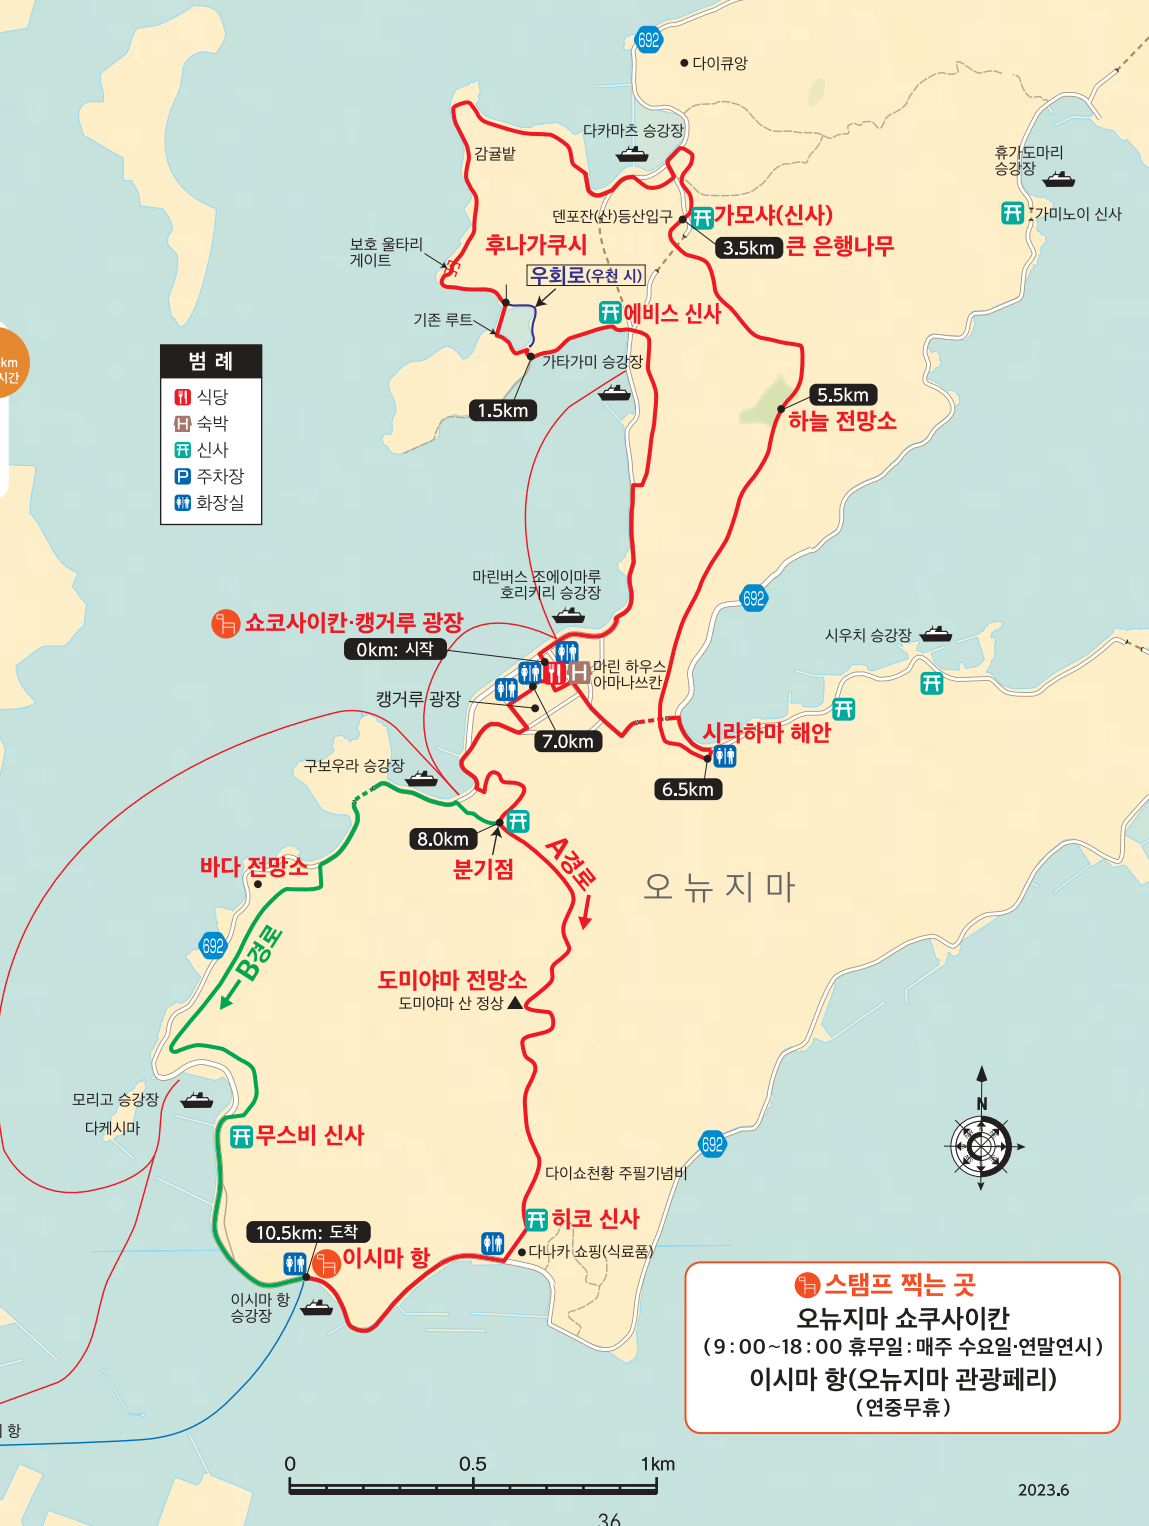 692
다이큐앙
다카마츠 승강장
감귤밭
휴가도마리
승강장
가미노이 신사
덴포잔(산)등산입구
가모샤(신사)
3.5km 큰 은행나무
보호 울타리
게이트
후나가쿠시
우회로(우천 시)
기존 루트
에비스 신사
가타가미 승강장
1.5km
5.5km
하늘 전망소
km
시간
범 례
식당
숙박
신사
P 주차장
화장실
마린버스 조에이마루
호리키리 승강장
692
쇼코사이칸·캥거루 광장
0km: 시작
시우치 승강장
마린 하우스
아마나쓰칸
캥거루 광장
7.0km
시라하마 해안
6.5km
구보우라 승강장
8.0km
분기점
A경로
바다 전망소
오뉴지마
692
B경로
도미야마 전망소
도미야마 산 정상
모리고 승강장
다케시마
무스비 신사
692
N
다이쇼천황 주필기념비
히코 신사
10.5km: 도착
이시마 항
다나카 쇼핑(식료품)
이시마 항
승강장
스탬프 찍는 곳
오뉴지마 쇼쿠사이칸
(9:00~18:00 휴무일:매주 수요일·연말연시)
이시마 항(오뉴지마 관광페리)
(연중무휴)
항
0 0.5 1km
2023.6
36